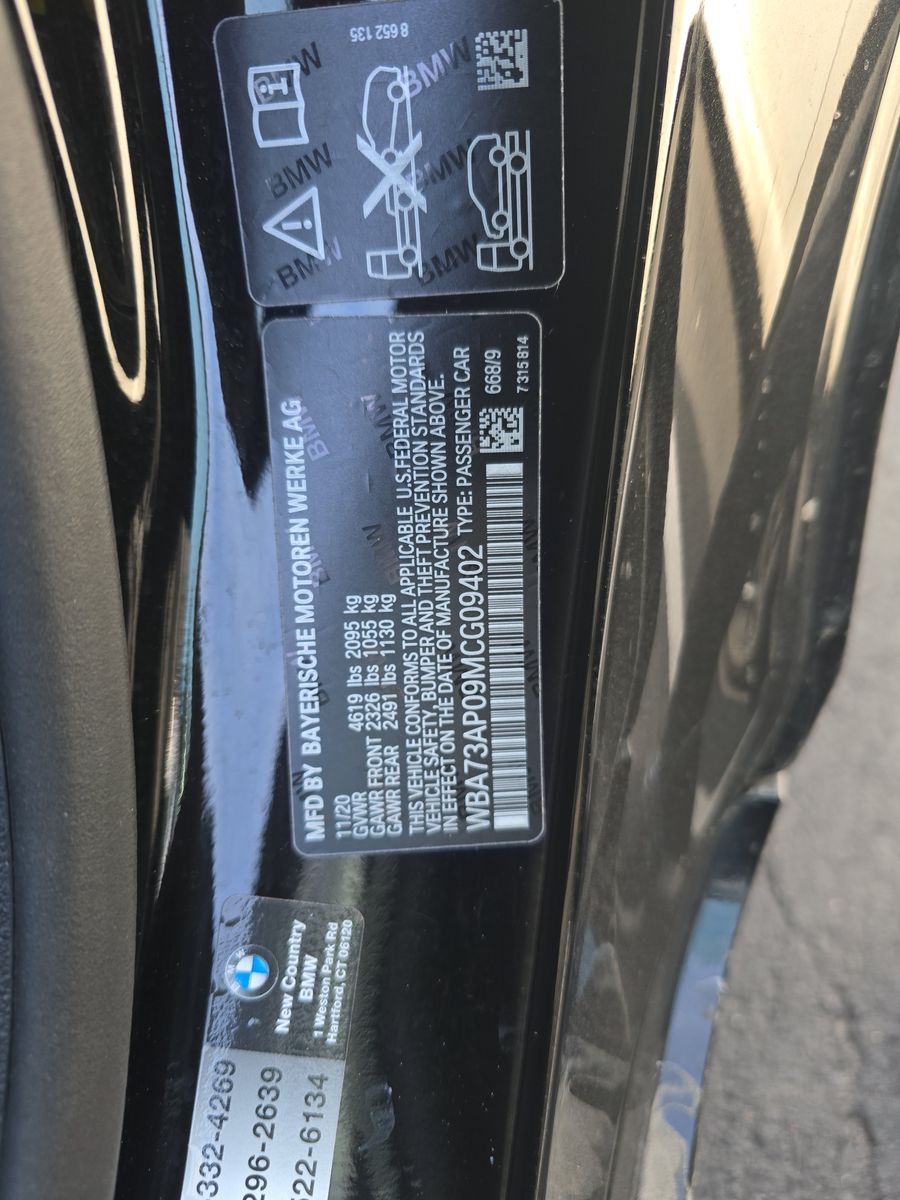 8 652 135
BMW BMW
BMW BMW
BMW BMW
MFD BY BAYERISCHE MOTOREN WERKE AG
11/20
GVWR 4619 lbs 2095 kg
GAWR FRONT 2326 lbs 1055 kg
GAWR REAR 2491 lbs 1130 kg
THIS VEHICLE CONFORMS TO ALL APPLICABLE U.S.FEDERAL MOTOR
VEHICLE SAFETY, BUMPER AND THEFT PREVENTION STANDARDS
IN EFFECT ON THE DATE OF MANUFACTURE SHOWN ABOVE.
WBA73AP09MCG09402 TYPE: PASSENGER CAR
668/9
7 315 814
BMW
New Country
BMW
1 Weston Park Rd
Hartford, CT 06120
332-4269
296-2639
522-6134